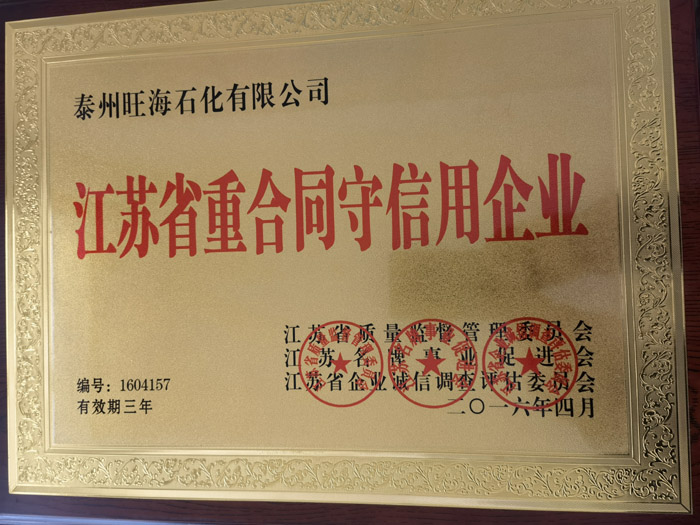 泰州旺海石化有限公司
江苏省重合同守信用企业
江苏省质量监督管理委员会
江苏名牌事业促进会
江苏省企业诚信调查评估委员会
编号：1604157
有效期三年
二〇一六年四月